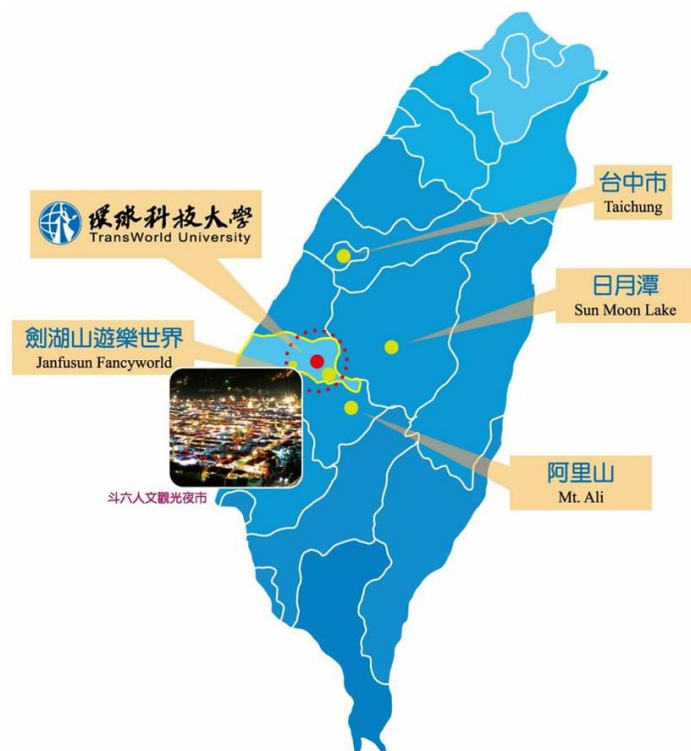 台中市
Taichung
環球科技大學
TransWorld University
日月潭
Sun Moon Lake
劍湖山遊樂世界
Janfusun Fancyworld
阿里山
Mt. Ali
斗六人文觀光夜市